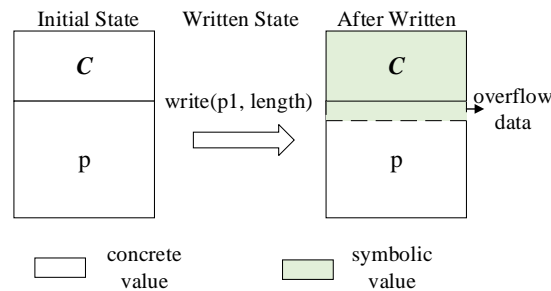 Initial State
Written State
After Written
C
write(p1, length)
C
overflow
data
p
p
concrete
value
symbolic
value